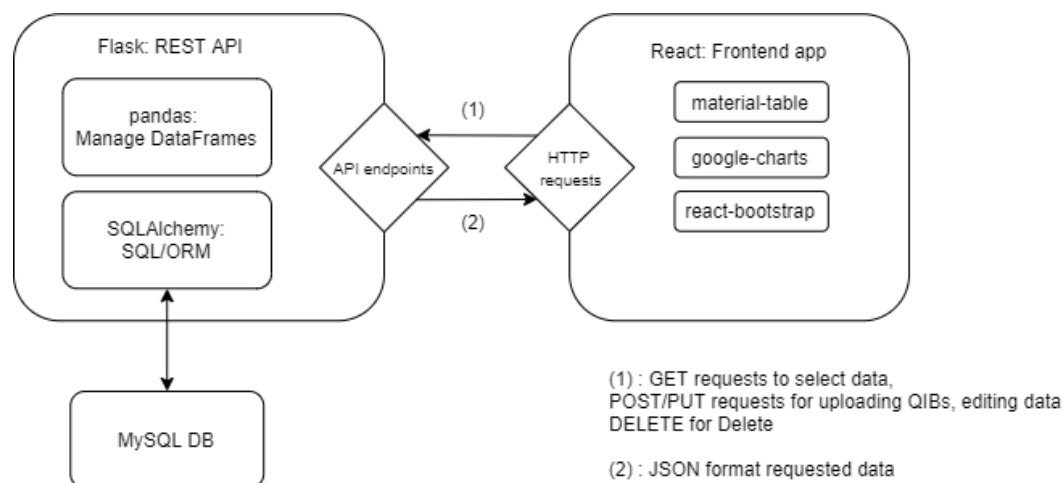 Flask: REST API
pandas:
Manage DataFrames
SQLAlchemy:
SQL/ORM
MySQL DB
API endpoints
(1)
(2)
HTTP
requests
React: Frontend app
material-table
google-charts
react-bootstrap
(1) : GET requests to select data,
POST/PUT requests for uploading QIBs, editing data
DELETE for Delete
(2) : JSON format requested data